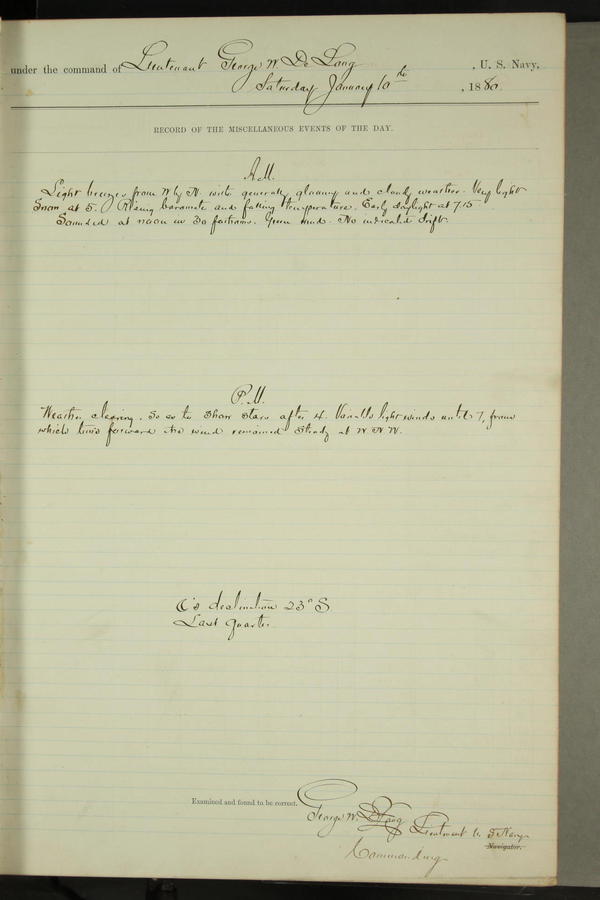 under the command of Lieutenant George W. De Long, U. S. Navy,
Saturday January 10th, 1880.
RECORD OF THE MISCELLANEOUS EVENTS OF THE DAY.
A.M.
Light breezes from W by N. with generally gloomy and cloudy weather. Very light
Snow at 5. Rising barometer and falling temperature. Early daylight at 7.15
Sounded at noon in 30 fathoms. Green mud. No indicated drift.
P.M.
Weather clearing. So as to show stars after 4. Variable light winds until 7, from
which time forward the wind remained steady at W.N.W.
☾'s declination 23° S
Last quarter.
Examined and found to be correct.
George W. De Long Lieutenant U. S. Navy
Navigator.
Commanding